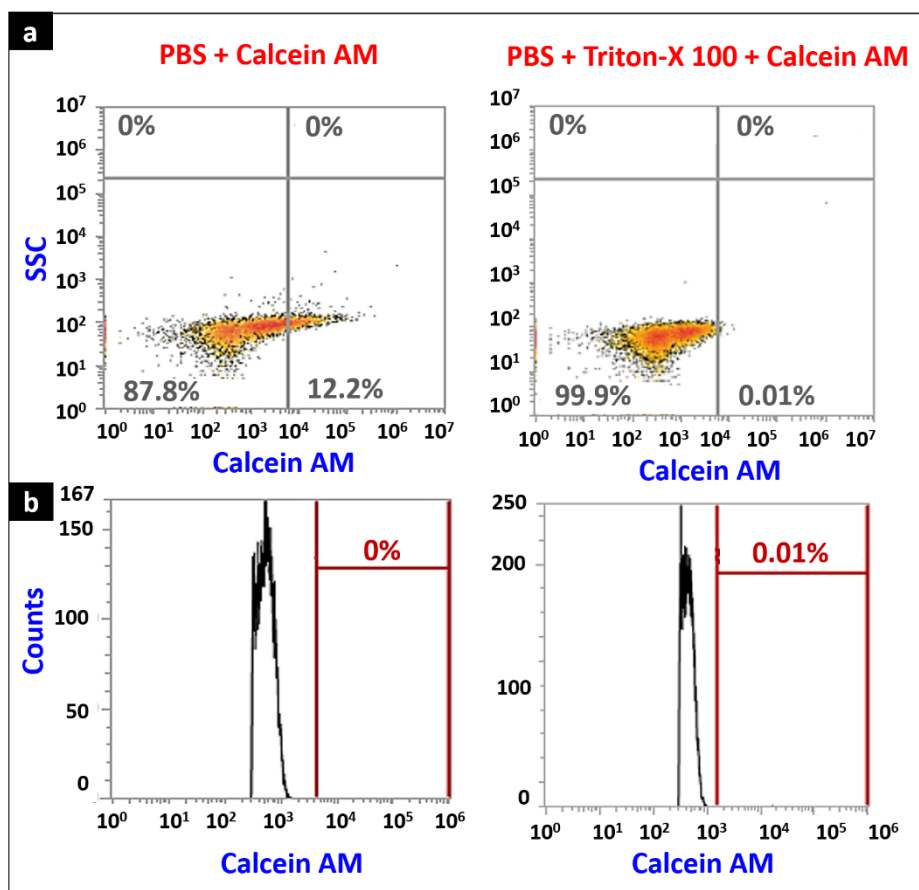 a
PBS + Calcein AM
PBS + Triton-X 100 + Calcein AM
10⁷
10⁶
10⁵
10⁴
10³
10²
10¹
10⁰
SSC
0%
0%
87.8%
12.2%
10⁰ 10¹ 10² 10³ 10⁴ 10⁵ 10⁶ 10⁷
Calcein AM
10⁷
10⁶
10⁵
10⁴
10³
10²
10¹
10⁰
0%
0%
99.9%
0.01%
10⁰ 10¹ 10² 10³ 10⁴ 10⁵ 10⁶ 10⁷
Calcein AM
b
167
150
100
50
0
Counts
0%
10⁰ 10¹ 10² 10³ 10⁴ 10⁵ 10⁶
Calcein AM
250
200
100
0
0.01%
10⁰ 10¹ 10² 10³ 10⁴ 10⁵ 10⁶
Calcein AM